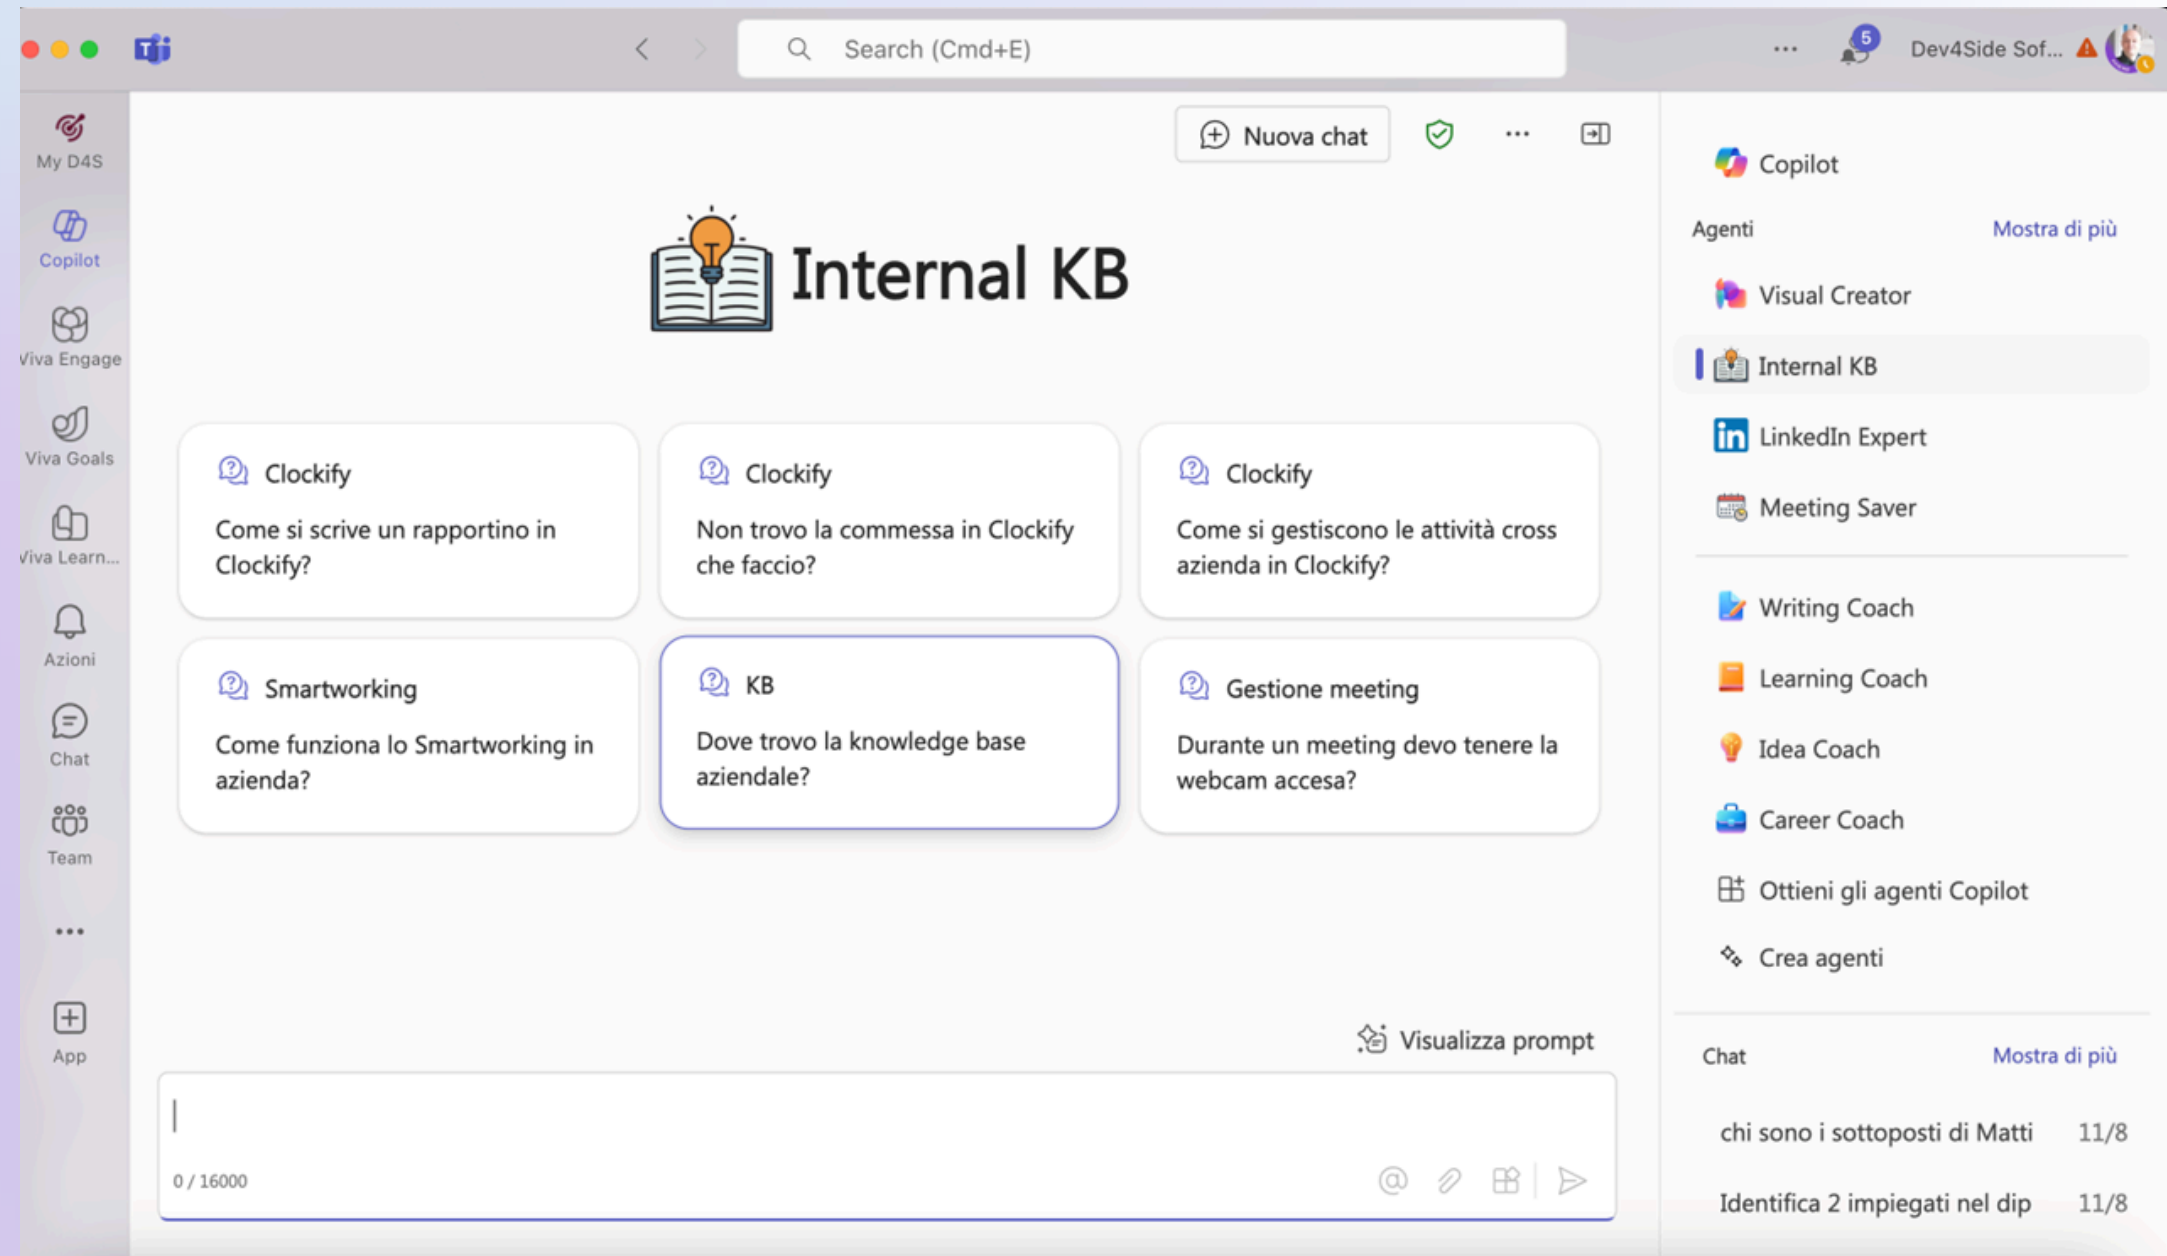 Search (Cmd+E)
5
Dev4Side Sof...
My D4S
Copilot
Viva Engage
Viva Goals
Viva Learn...
Azioni
Chat
Team
App
Nuova chat
Internal KB
Clockify
Come si scrive un rapportino in
Clockify?
Clockify
Non trovo la commessa in Clockify
che faccio?
Clockify
Come si gestiscono le attività cross
azienda in Clockify?
Smartworking
Come funziona lo Smartworking in
azienda?
KB
Dove trovo la knowledge base
aziendale?
Gestione meeting
Durante un meeting devo tenere la
webcam accesa?
Visualizza prompt
0 / 16000
Copilot
Agenti
Mostra di più
Visual Creator
Internal KB
LinkedIn Expert
Meeting Saver
Writing Coach
Learning Coach
Idea Coach
Career Coach
Ottieni gli agenti Copilot
Crea agenti
Chat
Mostra di più
chi sono i sottoposti di Matti 11/8
Identifica 2 impiegati nel dip 11/8